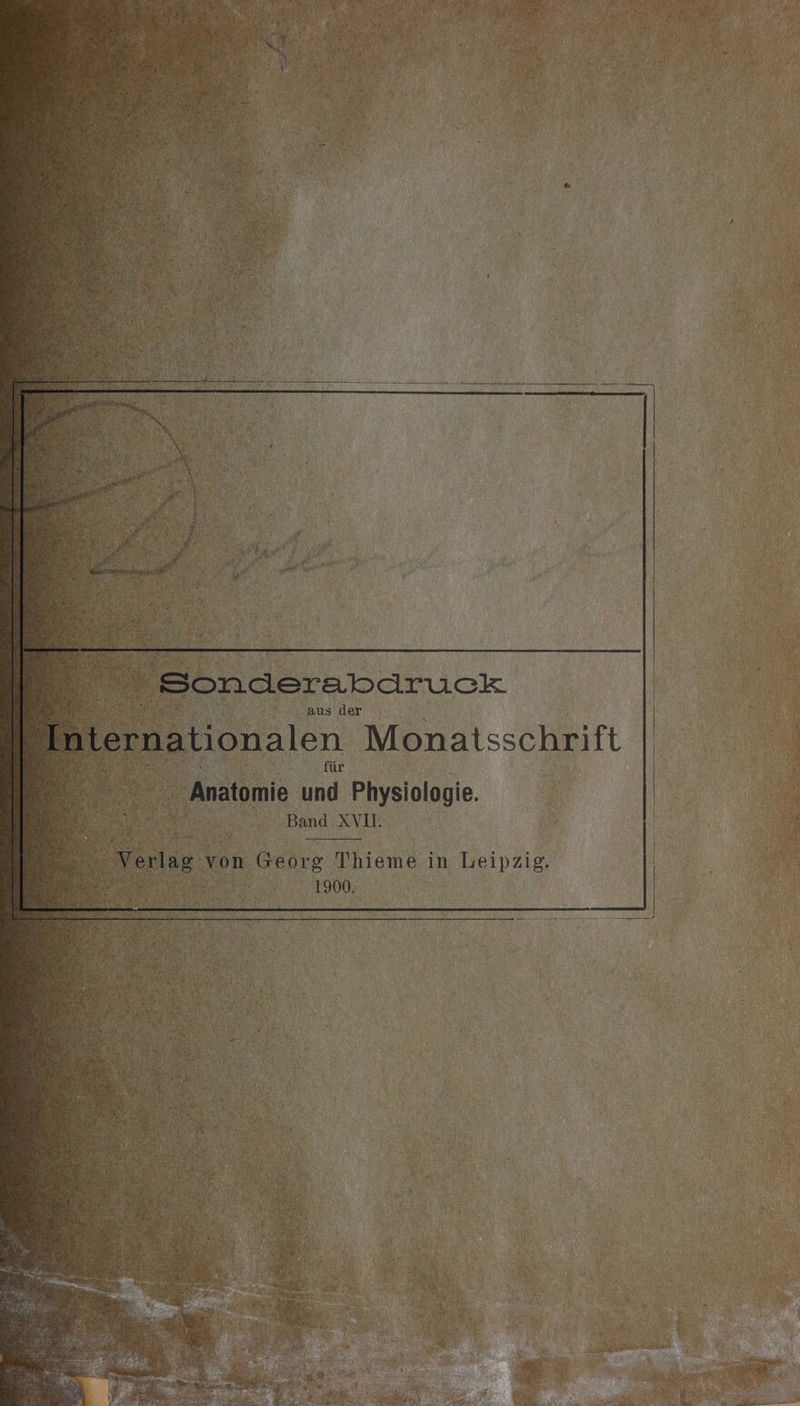 Sonderabdruck
aus der
Internationalen Monatsschrift
für
Anatomie und Physiologie.
Band XVII.
Verlag von Georg Thieme in Leipzig.
1900.